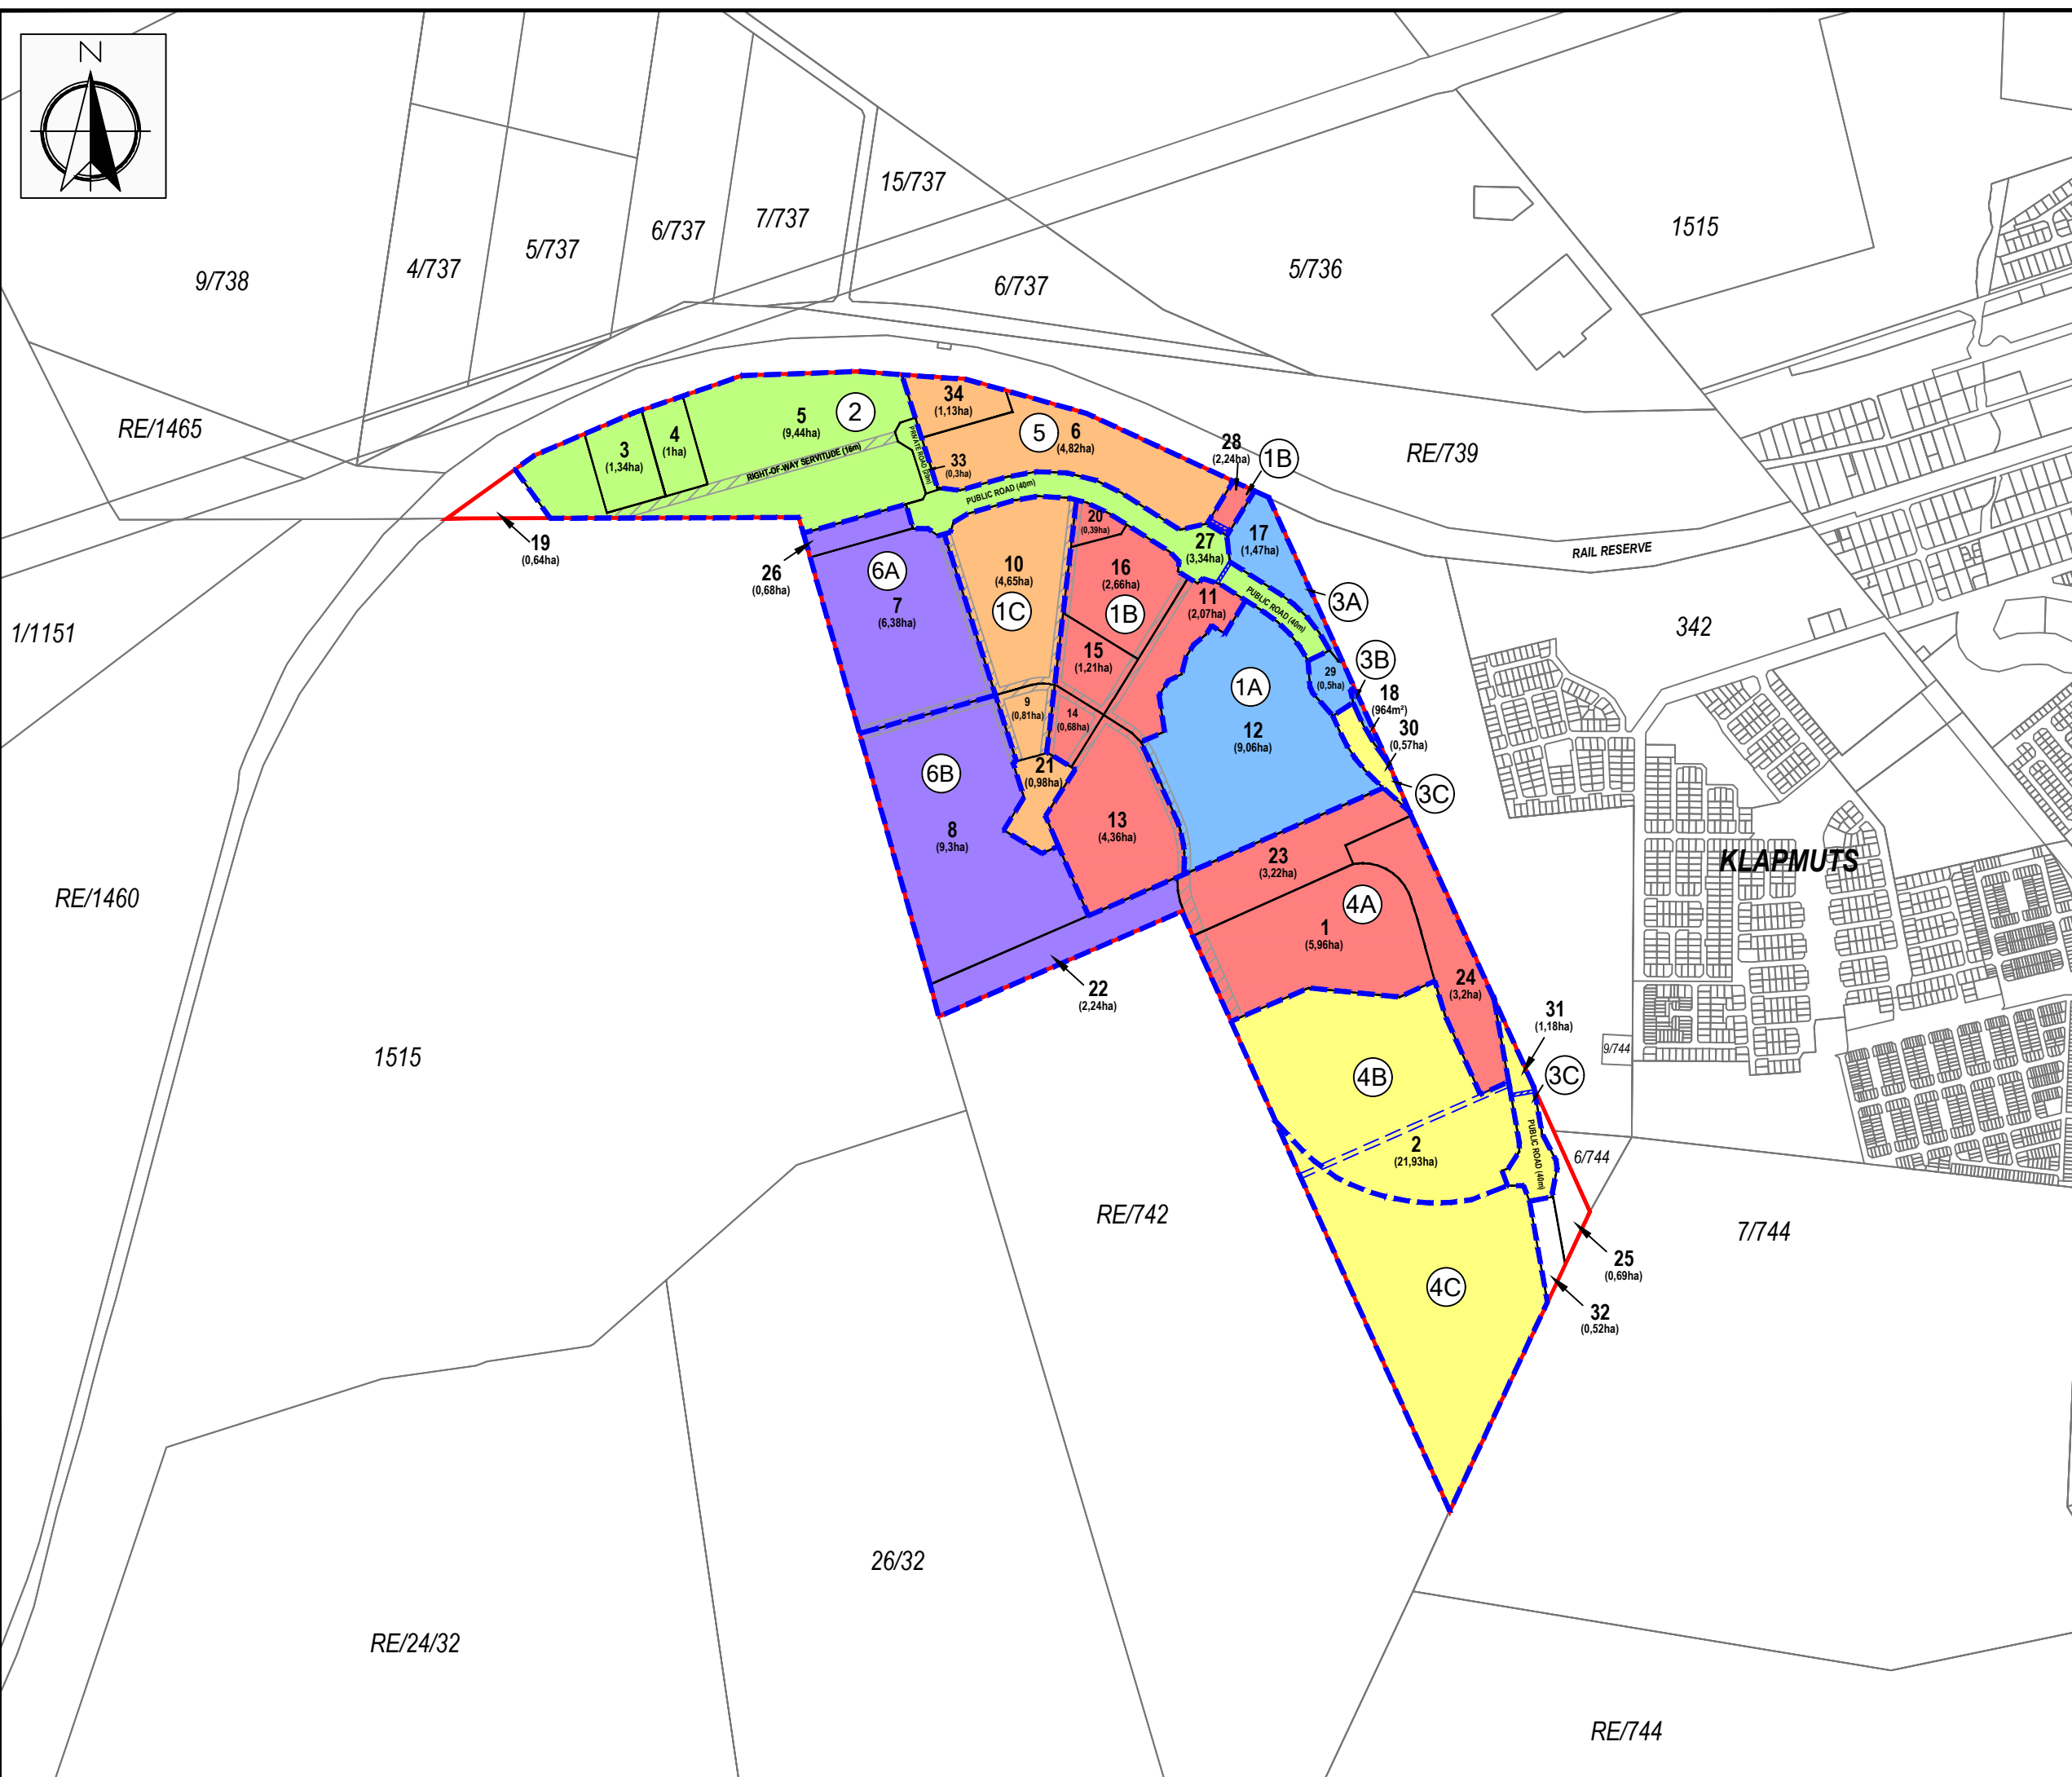 N
15/737
7/737
6/737
5/737
4/737
9/738
1515
5/736
6/737
RE/1465
RE/739
34
(1,13ha)
5
(9,44ha)
2
5
6
(4,82ha)
4
(1ha)
3
(1,34ha)
28
(2,24ha)
1B
RIGHT-OF-WAY SERVITUDE (16m)
PRIVATE ROAD (20m)
33
(0,3ha)
PUBLIC ROAD (40m)
20
(0,39ha)
17
(1,47ha)
27
(3,34ha)
RAIL RESERVE
19
(0,64ha)
26
(0,68ha)
6A
7
(6,38ha)
10
(4,65ha)
1C
16
(2,66ha)
1B
11
(2,07ha)
PUBLIC ROAD (40m)
3A
1/1151
342
15
(1,21ha)
29
(0,5ha)
3B
1A
18
(964m²)
9
(0,81ha)
14
(0,68ha)
12
(9,06ha)
30
(0,57ha)
6B
21
(0,98ha)
3C
8
(9,3ha)
13
(4,36ha)
23
(3,22ha)
KLAPMUTS
RE/1460
4A
1
(5,96ha)
22
(2,24ha)
24
(3,2ha)
31
(1,18ha)
9/744
1515
4B
3C
2
(21,93ha)
PUBLIC ROAD (40m)
6/744
RE/742
7/744
25
(0,69ha)
4C
32
(0,52ha)
26/32
RE/24/32
RE/744